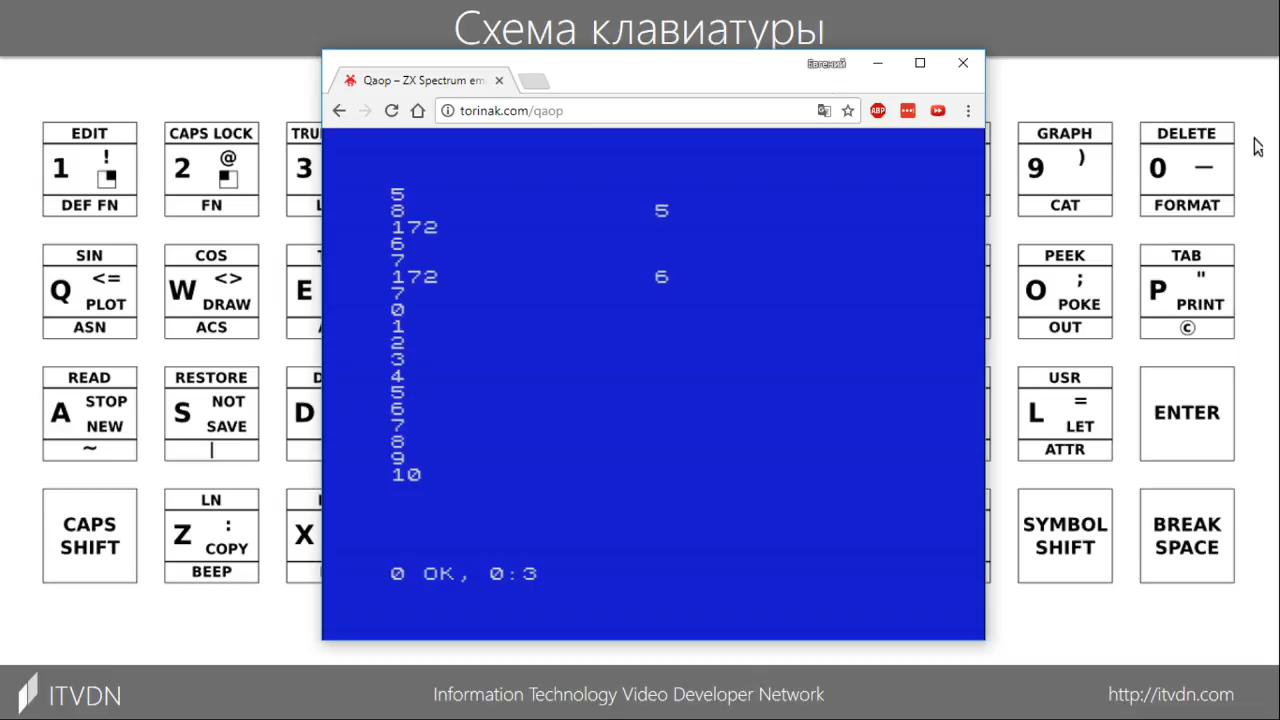 Схема клавиатуры
Евгений
Qaop – ZX Spectrum em
torinak.com/qaop
ABP
5
8 5
172
6
7
172 6
7
0
1
2
3
4
5
6
7
8
9
10
0 OK, 0:3
EDIT CAPS LOCK TRU GRAPH DELETE
1 ! 2 @ 3 9 ) 0 —
DEF FN FN L CAT FORMAT
SIN COS T PEEK TAB
Q <= PLOT W <> DRAW E O ; POKE P " PRINT
ASN ACS OUT ©
READ RESTORE D USR
A STOP NEW S NOT SAVE D L = LET ENTER
~ | ATTR
CAPS SHIFT LN SYMBOL SHIFT BREAK SPACE
Z : COPY X
BEEP
ITVDN
Information Technology Video Developer Network
http://itvdn.com